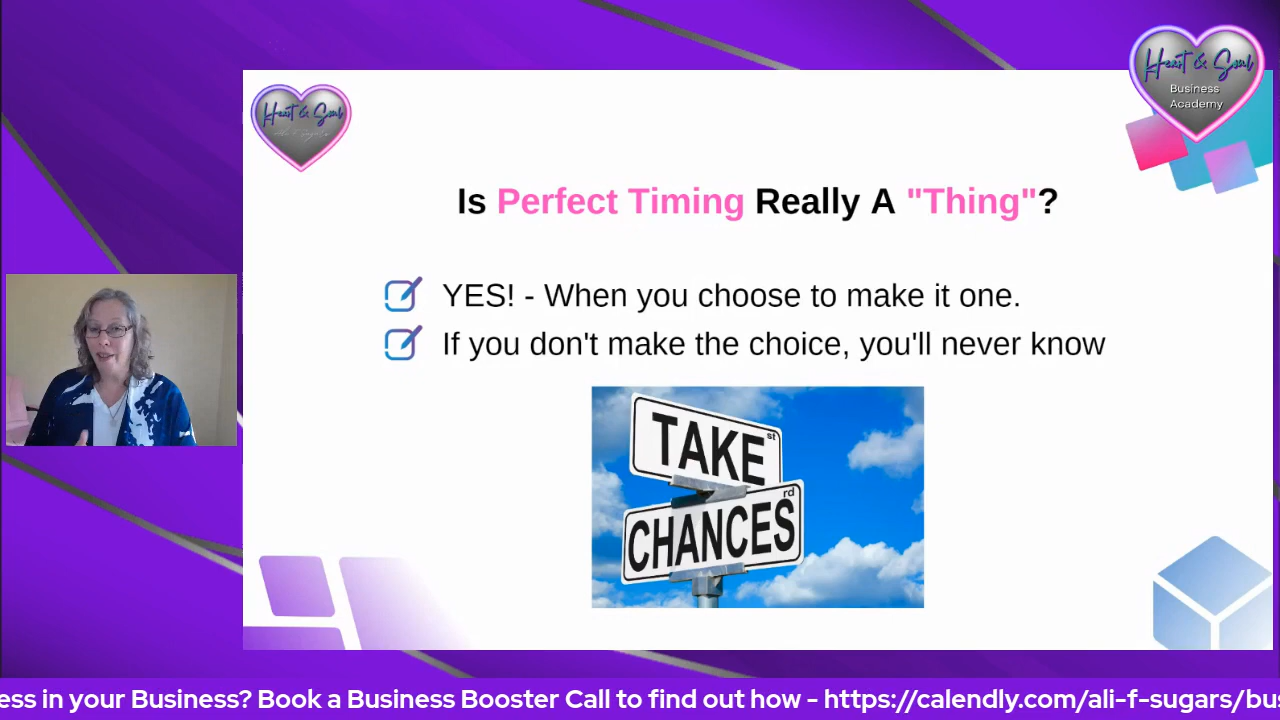 Heart & Soul
Heart & Soul
Business
Academy
Is Perfect Timing Really A "Thing"?
YES! - When you choose to make it one.
If you don't make the choice, you'll never know
TAKE st
CHANCES rd
ess in your Business? Book a Business Booster Call to find out how - https://calendly.com/ali-f-sugars/bus